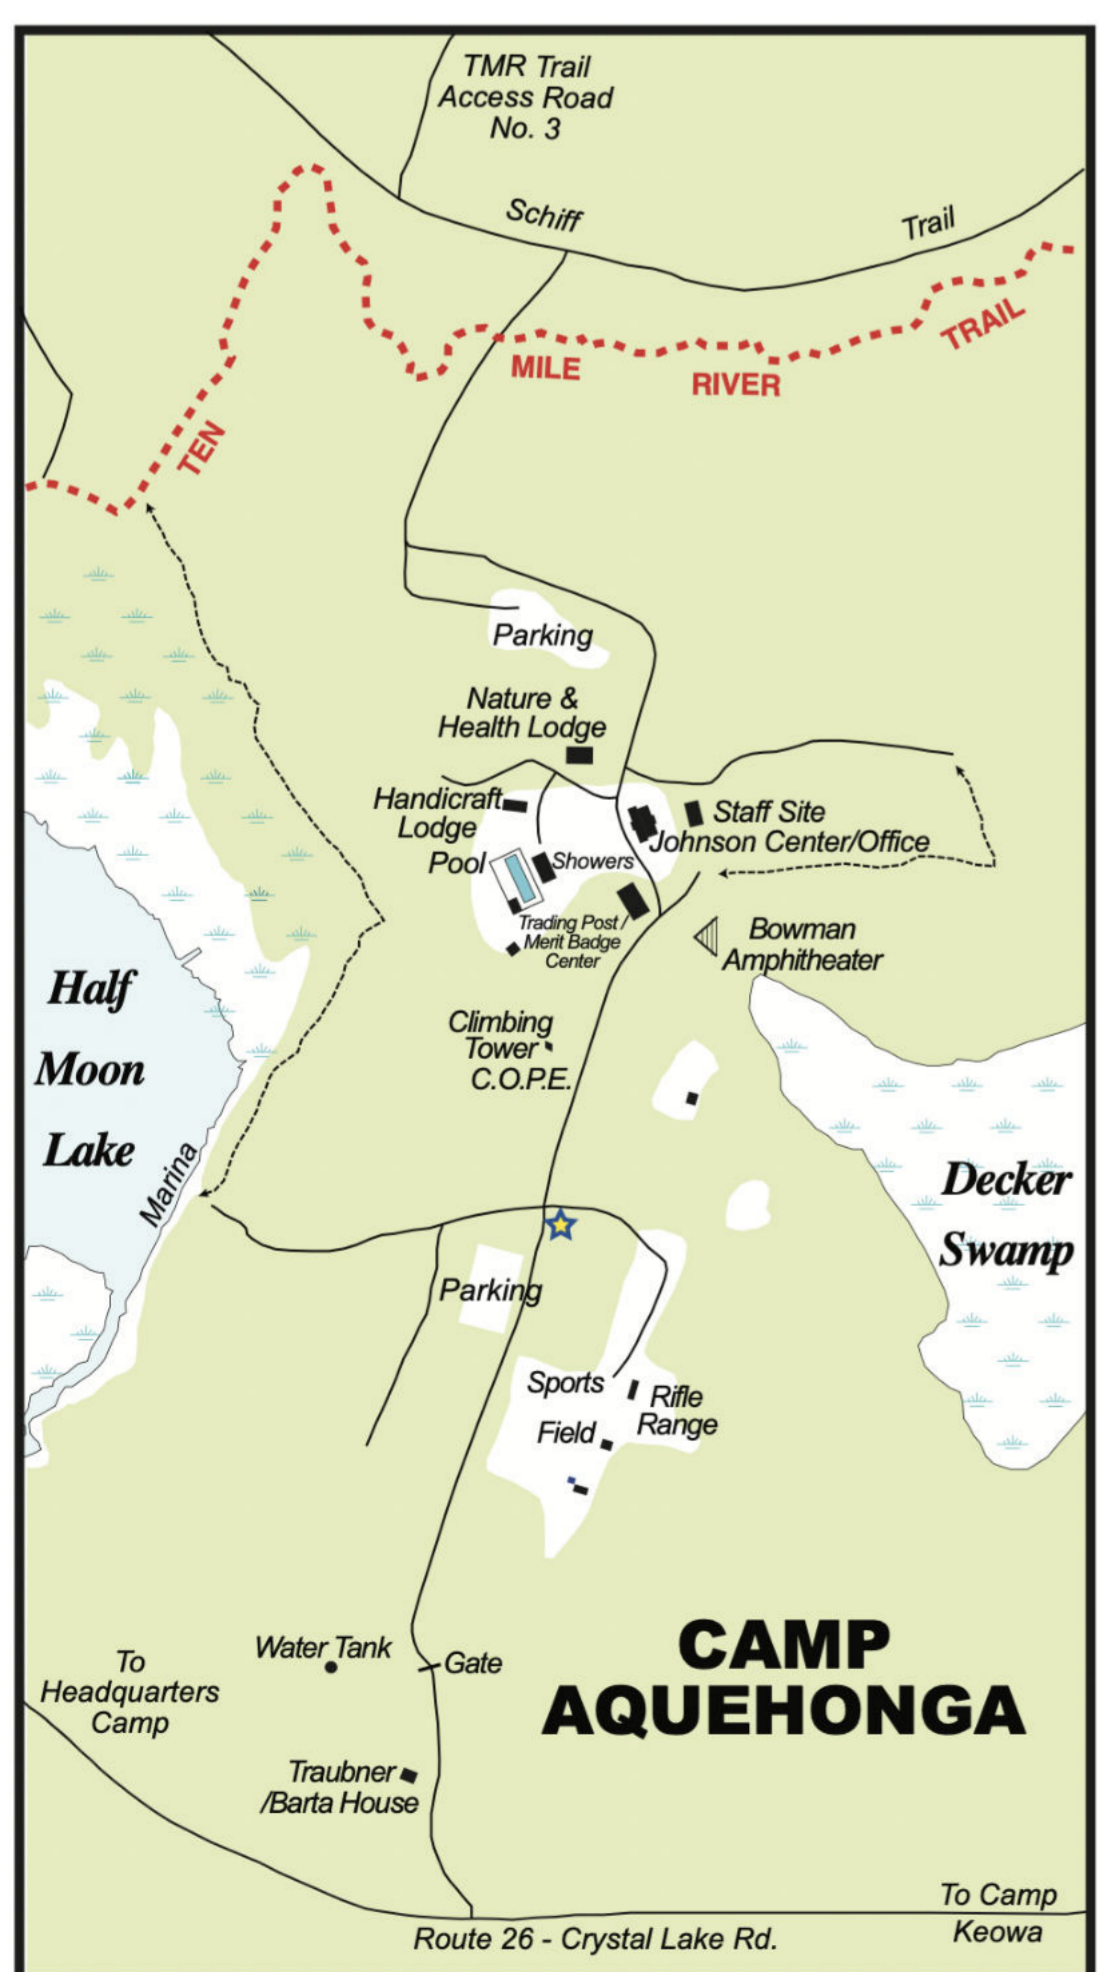 TMR Trail
Access Road
No. 3
Schiff
Trail
TEN
MILE
RIVER
TRAIL
Parking
Nature &
Health Lodge
Handicraft
Lodge
Staff Site
Johnson Center/Office
Pool
Showers
Trading Post /
Merit Badge
Center
Bowman
Amphitheater
Half
Moon
Lake
Climbing
Tower
C.O.P.E.
Marina
Decker
Swamp
Parking
Sports
Field
Rifle
Range
Water Tank
Gate
To
Headquarters
Camp
CAMP
AQUEHONGA
Traubner
/Barta House
To Camp
Keowa
Route 26 - Crystal Lake Rd.